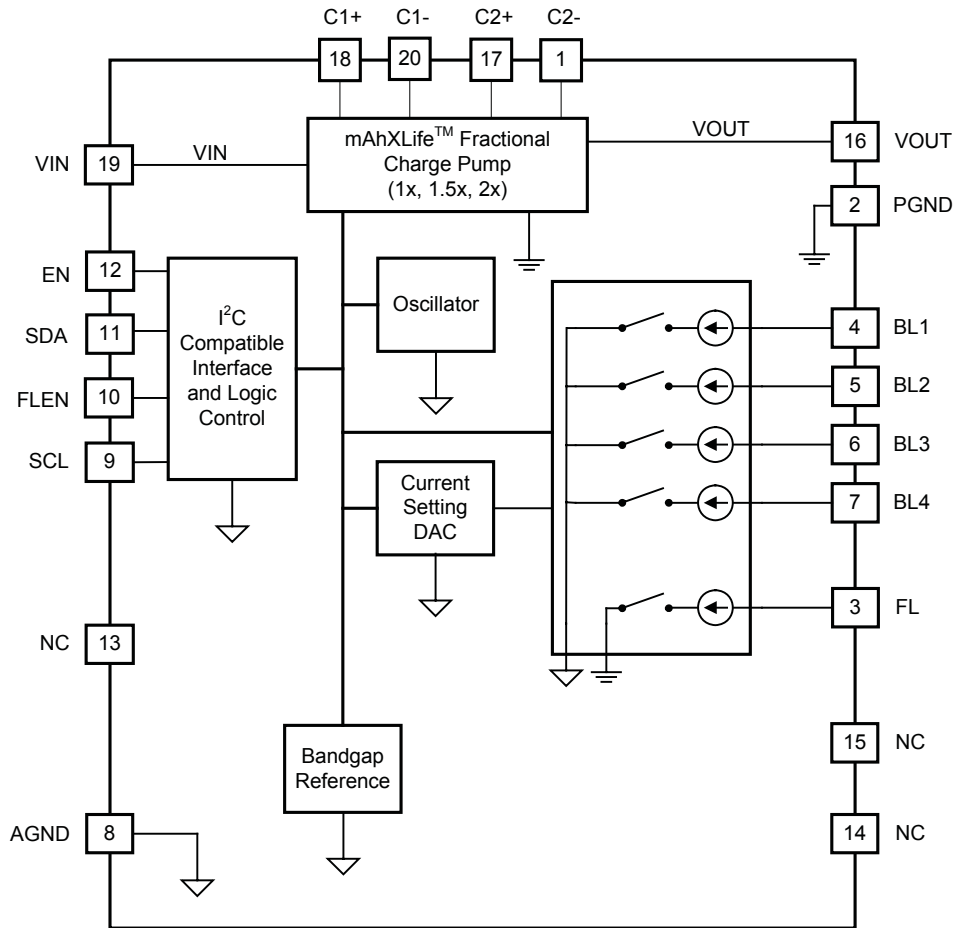 C1+ C1- C2+ C2-
18 20 17 1
mAhXLife™ Fractional
Charge Pump
(1x, 1.5x, 2x)
VIN 19 VIN
VOUT 16 VOUT
2 PGND
EN 12
SDA 11
FLEN 10
SCL 9
I²C
Compatible
Interface
and Logic
Control
Oscillator
4 BL1
5 BL2
6 BL3
7 BL4
Current
Setting
DAC
3 FL
NC 13
15 NC
Bandgap
Reference
AGND 8
14 NC